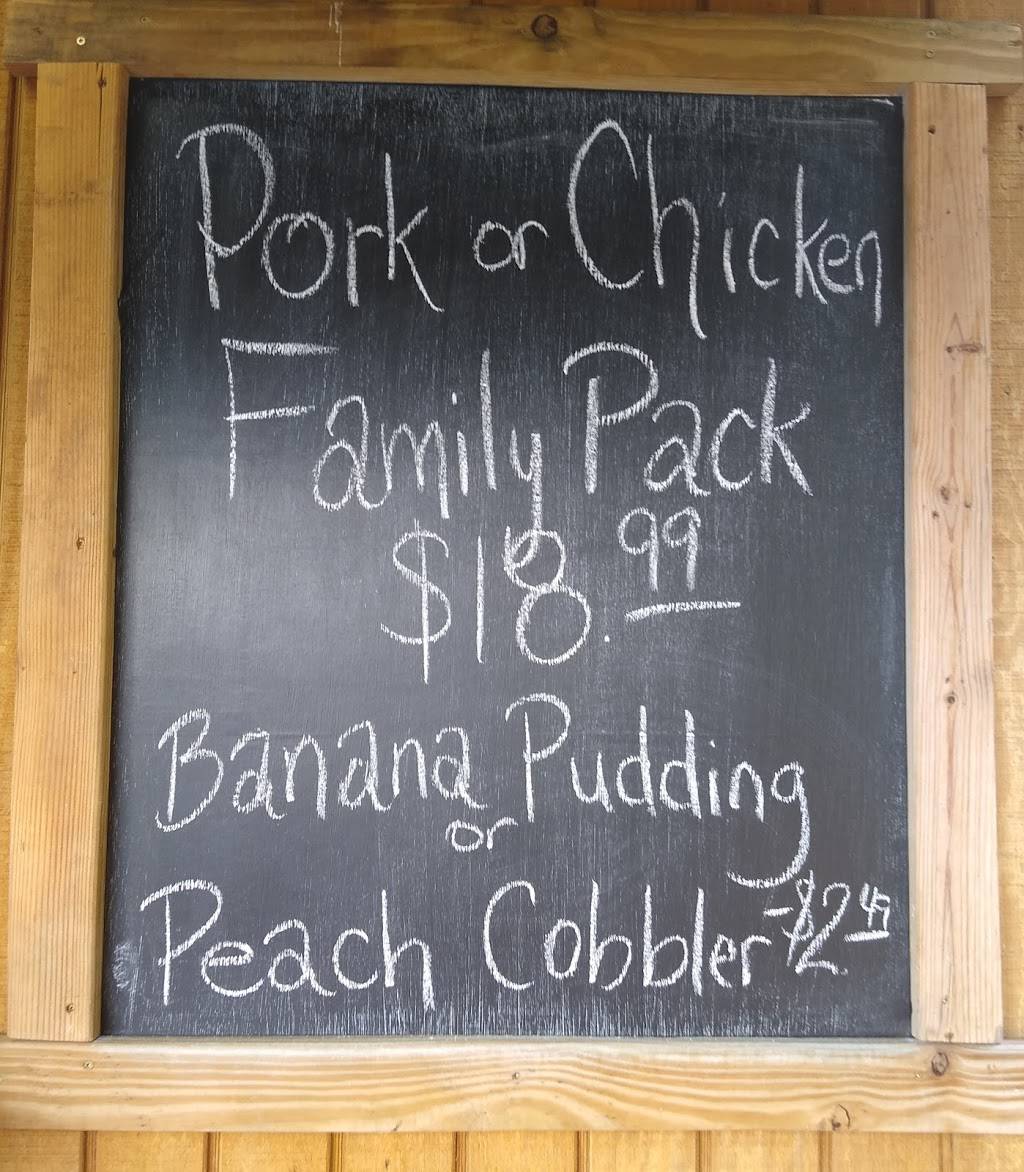 Pork or Chicken
Family Pack
$18.99
Banana Pudding
or
Peach Cobbler -$2.49